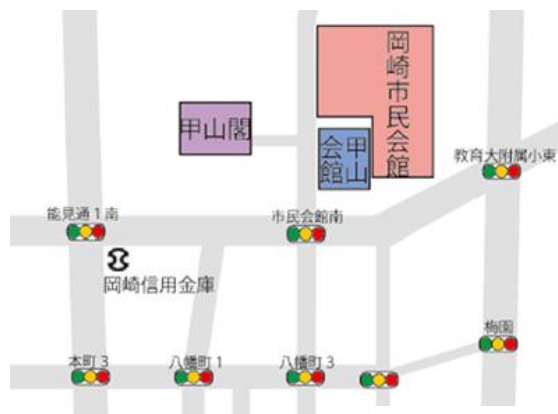 岡崎市民会館
甲山閣
甲山
会館
教育大附属小東
能見通1南
市民会館南
岡崎信用金庫
梅園
本町3
八幡町1
八幡町3